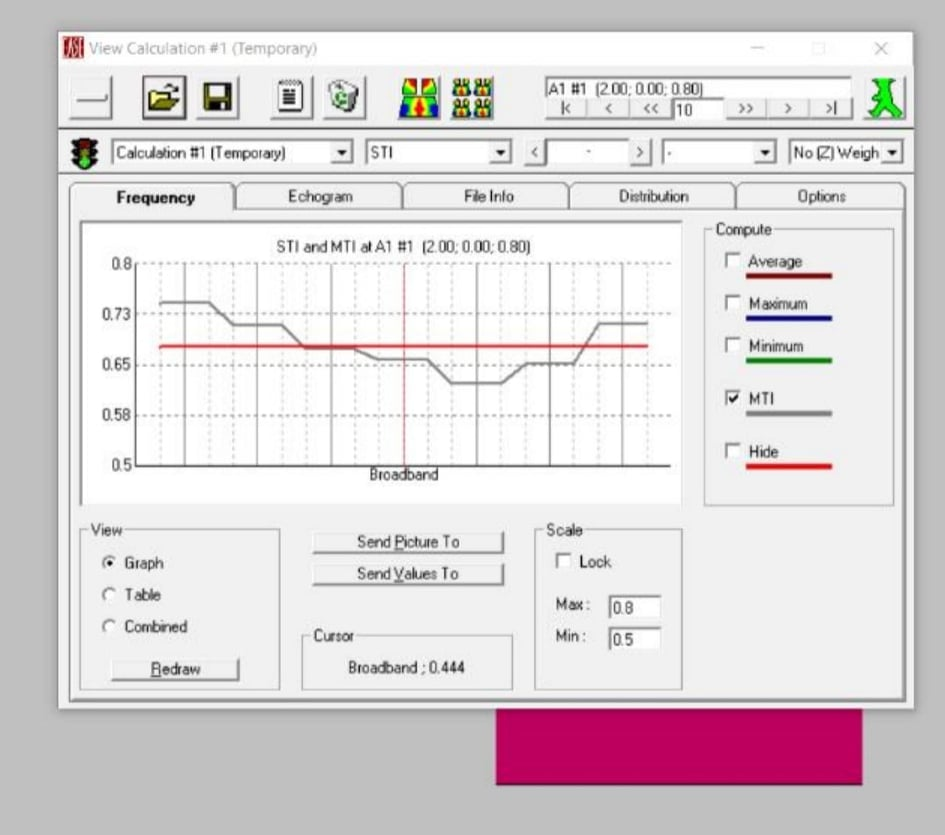 EASE View Calculation #1 (Temporary)
A1 #1 (2.00; 0.00; 0.80)
|< < << 10 >> > >|
Calculation #1 (Temporary) STI < - > - No (Z) Weigh
Frequency Echogram File Info Distribution Options
STI and MTI at A1 #1 (2.00; 0.00; 0.80)
0.8
0.73
0.65
0.58
0.5
Broadband
Compute
Average
Maximum
Minimum
MTI
Hide
View
Graph
Table
Combined
Redraw
Send Picture To
Send Values To
Cursor
Broadband ; 0.444
Scale
Lock
Max : 0.8
Min : 0.5